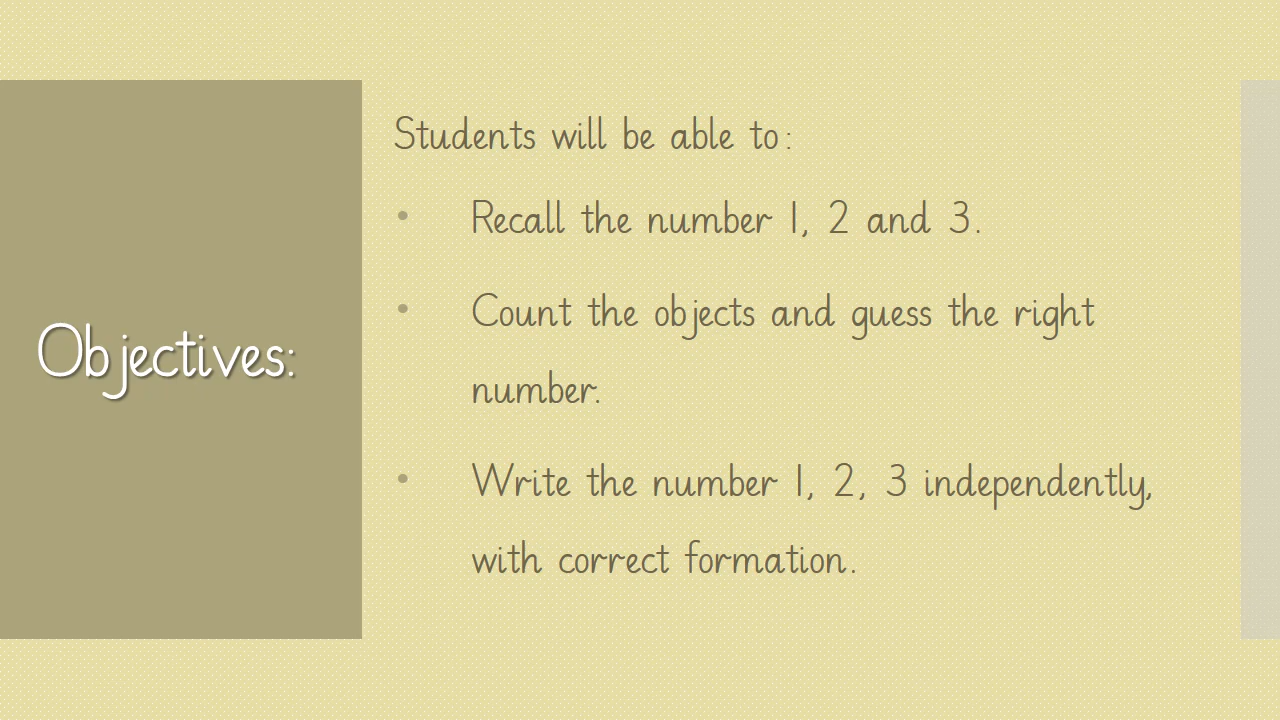 Objectives:
Students will be able to:
• Recall the number 1, 2 and 3.
• Count the objects and guess the right
number.
• Write the number 1, 2, 3 independently,
with correct formation.